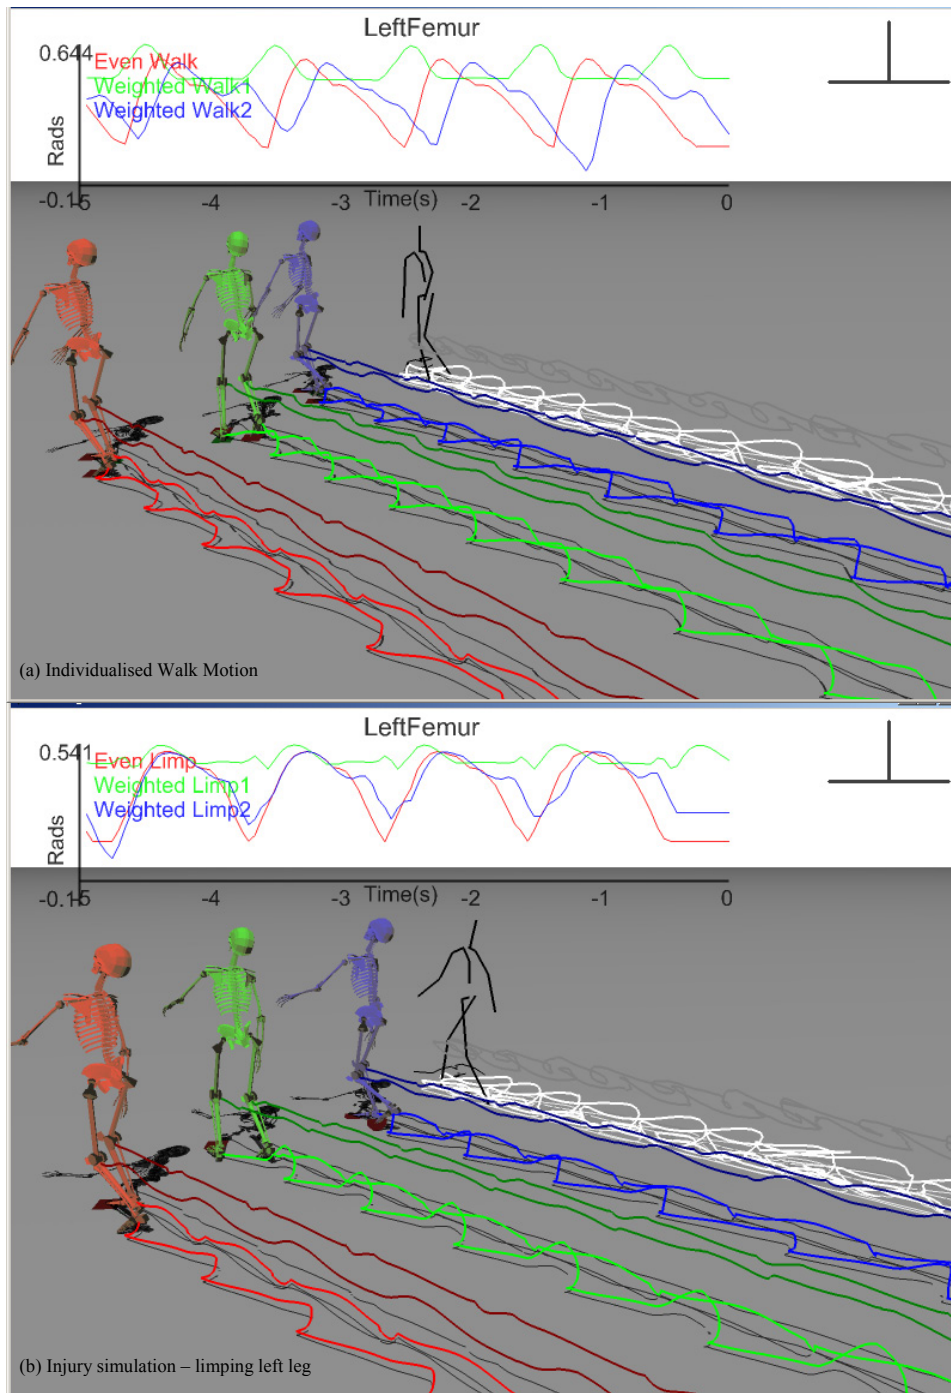 LeftFemur
0.644
Even Walk
Weighted Walk1
Weighted Walk2
Rads
-0.15 -4 -3 Time(s) -2 -1 0
(a) Individualised Walk Motion
LeftFemur
0.541
Even Limp
Weighted Limp1
Weighted Limp2
Rads
-0.15 -4 -3 Time(s) -2 -1 0
(b) Injury simulation – limping left leg